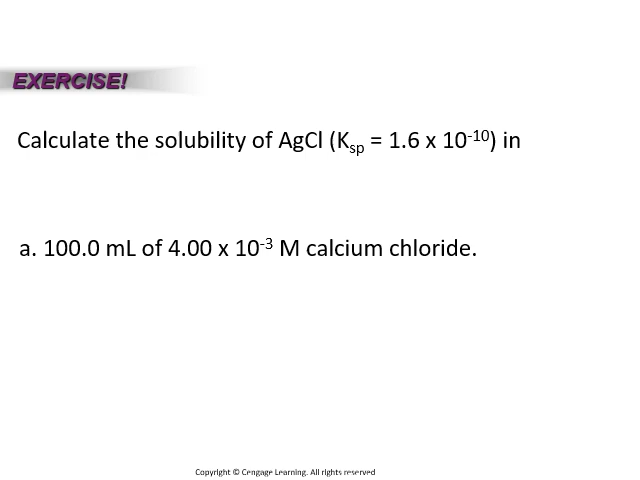 EXERCISE!
Calculate the solubility of AgCl (Ksp = 1.6 x 10-10) in
a. 100.0 mL of 4.00 x 10-3 M calcium chloride.
Copyright © Cengage Learning. All rights reserved